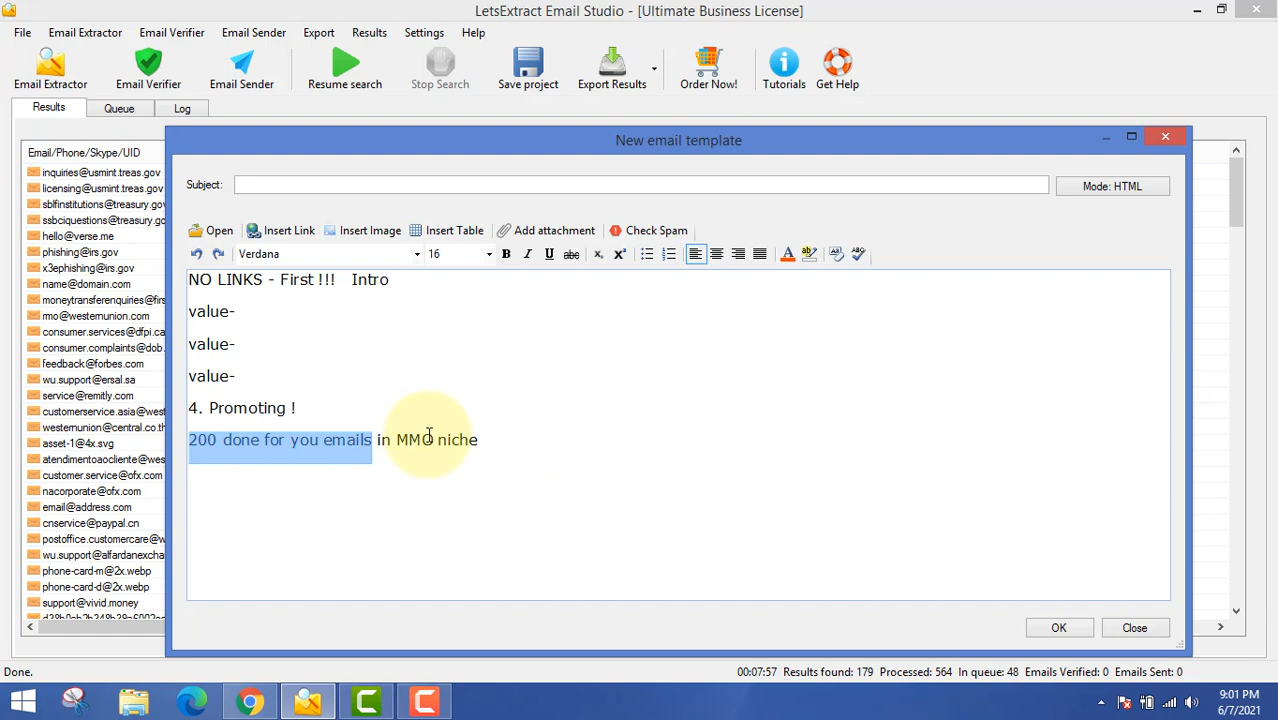 LetsExtract Email Studio - [Ultimate Business License]
File Email Extractor Email Verifier Email Sender Export Results Settings Help
Email Extractor Email Verifier Email Sender Resume search Stop Search Save project Export Results Order Now! Tutorials Get Help
Results Queue Log
New email template
Email/Phone/Skype/UID
inquiries@usmint.treas.gov
licensing@usmint.treas.gov
sblfinstitutions@treasury.gov
ssbciquestions@treasury.gov
hello@verse.me
phishing@irs.gov
x3ephishing@irs.gov
name@domain.com
moneytransferenquiries@first
mo@westernunion.com
consumer.services@dfpi.ca
consumer.complaints@dob.
feedback@forbes.com
wu.support@ersal.sa
service@remitly.com
customerservice.asia@west
westernunion@central.co.th
asset-1@4x.svg
atendimentoaocliente@west
customer.service@ofx.com
nacorporate@ofx.com
email@address.com
cnservice@paypal.cn
postpaidcustomer.care@w
wu.support@alfardanexcha
phone-card-m@2x.webp
phone-card-d@2x.webp
support@vivid.money
Subject: Mode: HTML
Open Insert Link Insert Image Insert Table Add attachment Check Spam
Verdana 16 B I U abc x₂ x²
NO LINKS - First !!! Intro
value-
value-
value-
4. Promoting !
200 done for you emails in MMO niche
OK Close
Done. 00:07:57 Results found: 179 Processed: 564 In queue: 48 Emails Verified: 0 Emails Sent: 0
9:01 PM
6/7/2021